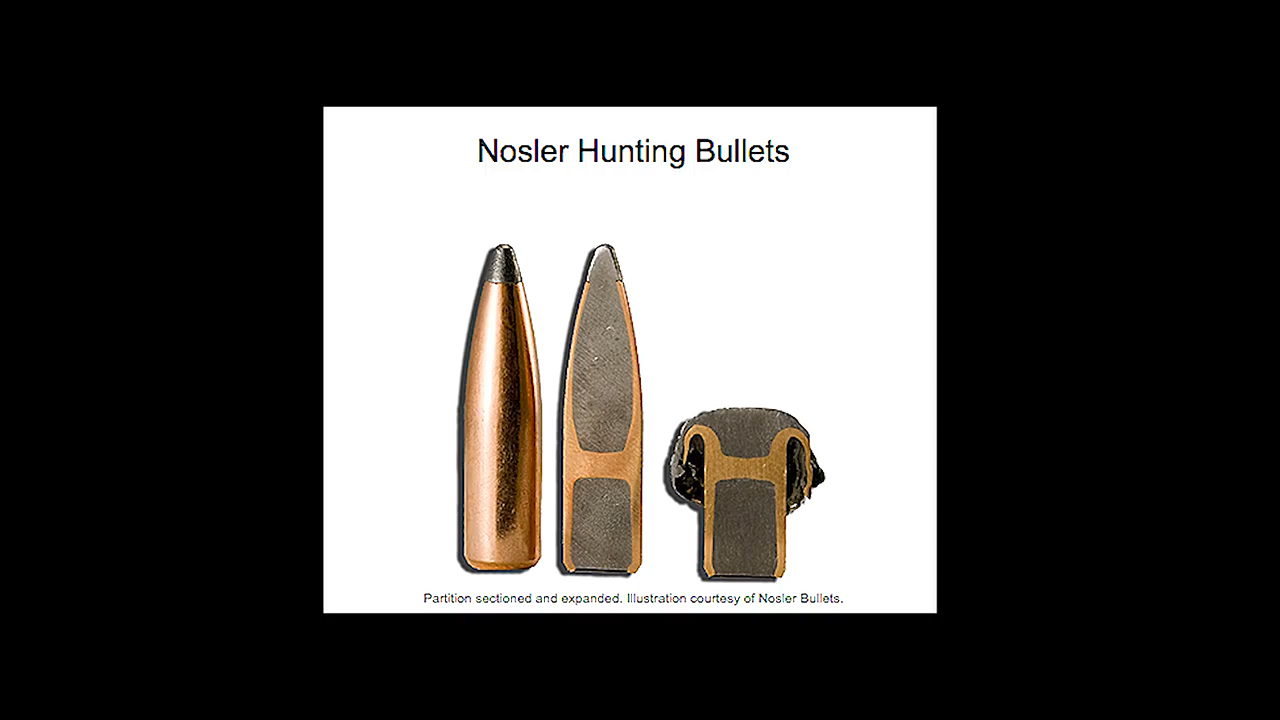 Nosler Hunting Bullets
Partition sectioned and expanded. Illustration courtesy of Nosler Bullets.